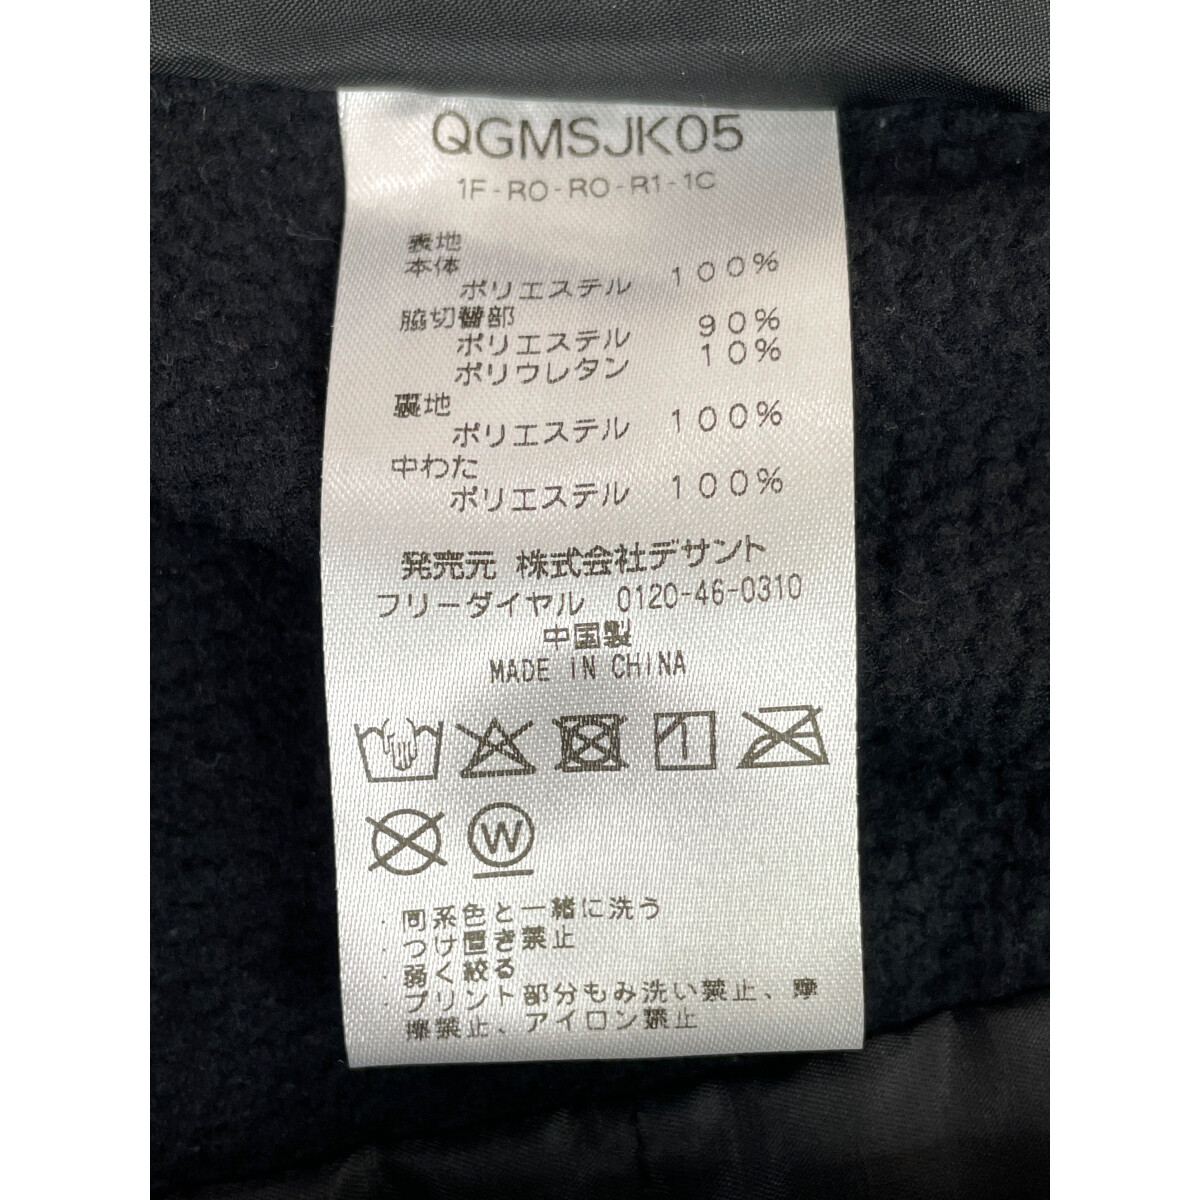 QGMSJK05
1F-R0-R0-R1-1C
表地
本体
ポリエステル 100%
脇切替部
ポリエステル 90%
ポリウレタン 10%
裏地
ポリエステル 100%
中わた
ポリエステル 100%
発売元 株式会社デサント
フリーダイヤル 0120-46-0310
中国製
MADE IN CHINA
W
・同系色と一緒に洗う
・つけ置き禁止
・弱く絞る
・プリント部分もみ洗い禁止、摩
擦禁止、アイロン禁止